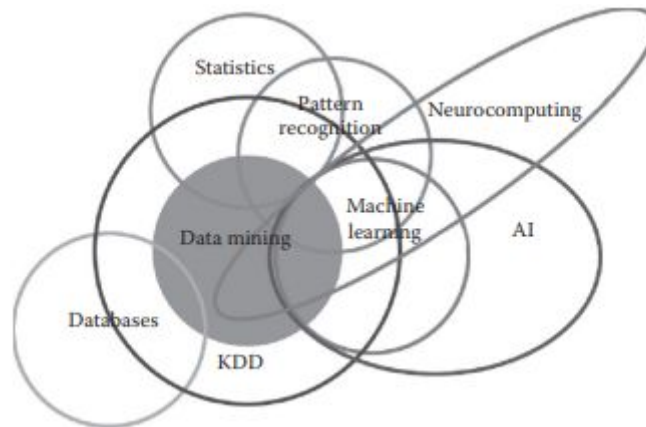 Statistics
Pattern
recognition
Neurocomputing
Machine
learning
AI
Data mining
Databases
KDD